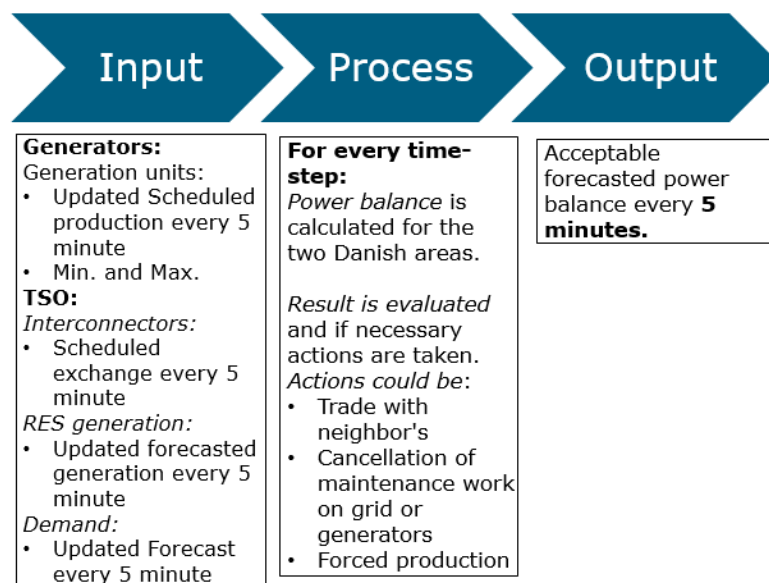 Input
Process
Output
Generators:
Generation units:
• Updated Scheduled
production every 5
minute
• Min. and Max.
TSO:
Interconnectors:
• Scheduled
exchange every 5
minute
RES generation:
• Updated forecasted
generation every 5
minute
Demand:
• Updated Forecast
every 5 minute
For every time-
step:
Power balance is
calculated for the
two Danish areas.
Result is evaluated
and if necessary
actions are taken.
Actions could be:
• Trade with
neighbor's
• Cancellation of
maintenance work
on grid or
generators
• Forced production
Acceptable
forecasted power
balance every 5
minutes.